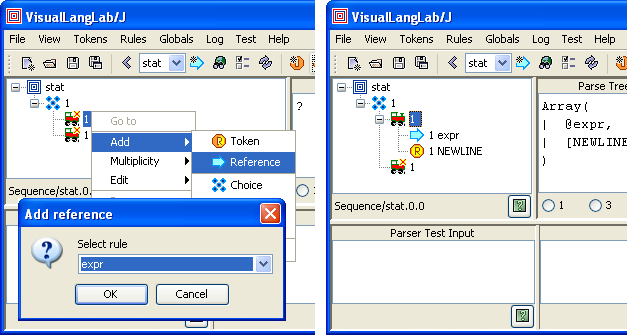 VisualLangLab/J
File View Tokens Rules Globals Log Test Help
stat
stat
1
1
1
Go to
Add
Multiplicity
Edit
Token
Reference
Choice
?
Sequence/stat.0.
1
Add reference
Select rule
expr
OK
Cancel
VisualLangLab/J
File View Tokens Rules Globals Log Test Help
stat
stat
1
1
1 expr
1 NEWLINE
1
Parse Tree
Array(
| @expr,
| [NEWLINE
)
Sequence/stat.0.0
1 3
Parser Test Input